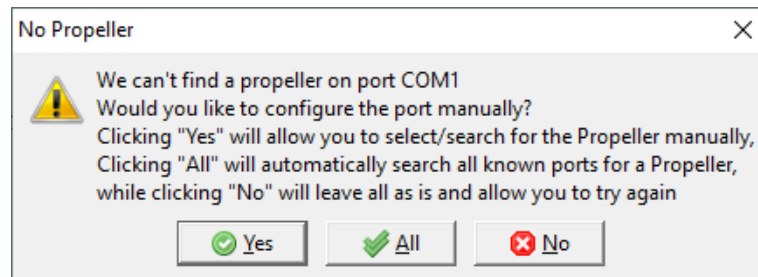 No Propeller
We can't find a propeller on port COM1
Would you like to configure the port manually?
Clicking "Yes" will allow you to select/search for the Propeller manually,
Clicking "All" will automatically search all known ports for a Propeller,
while clicking "No" will leave all as is and allow you to try again
Yes All No